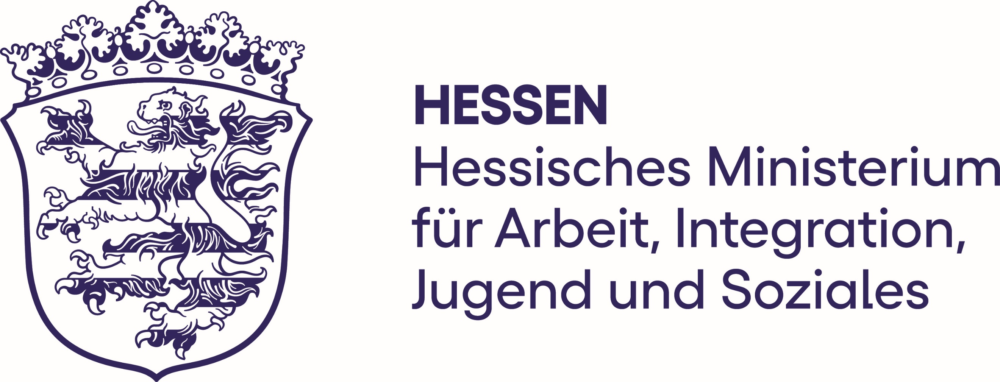 HESSEN
Hessisches Ministerium
für Arbeit, Integration,
Jugend und Soziales